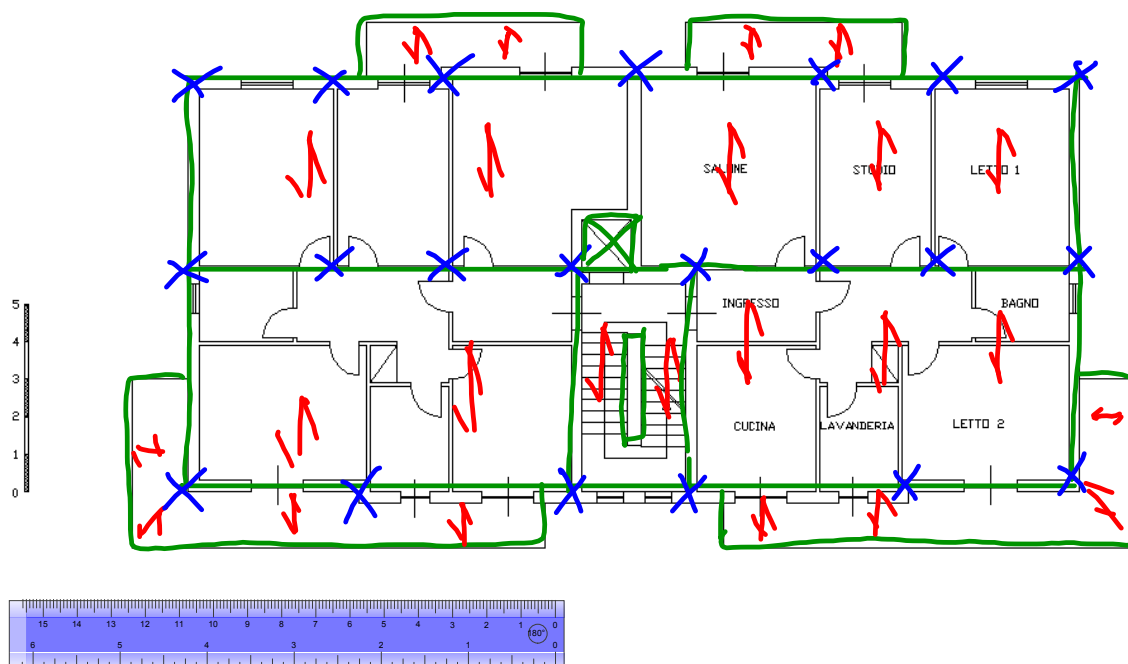 SALONE
STUDIO
LETTO 1
INGRESSO
BAGNO
5
4
3
2
1
0
CUCINA
LAVANDERIA
LETTO 2
15 14 13 12 11 10 9 8 7 6 5 4 3 2 1 0
180°
6 5 4 3 2 1 0